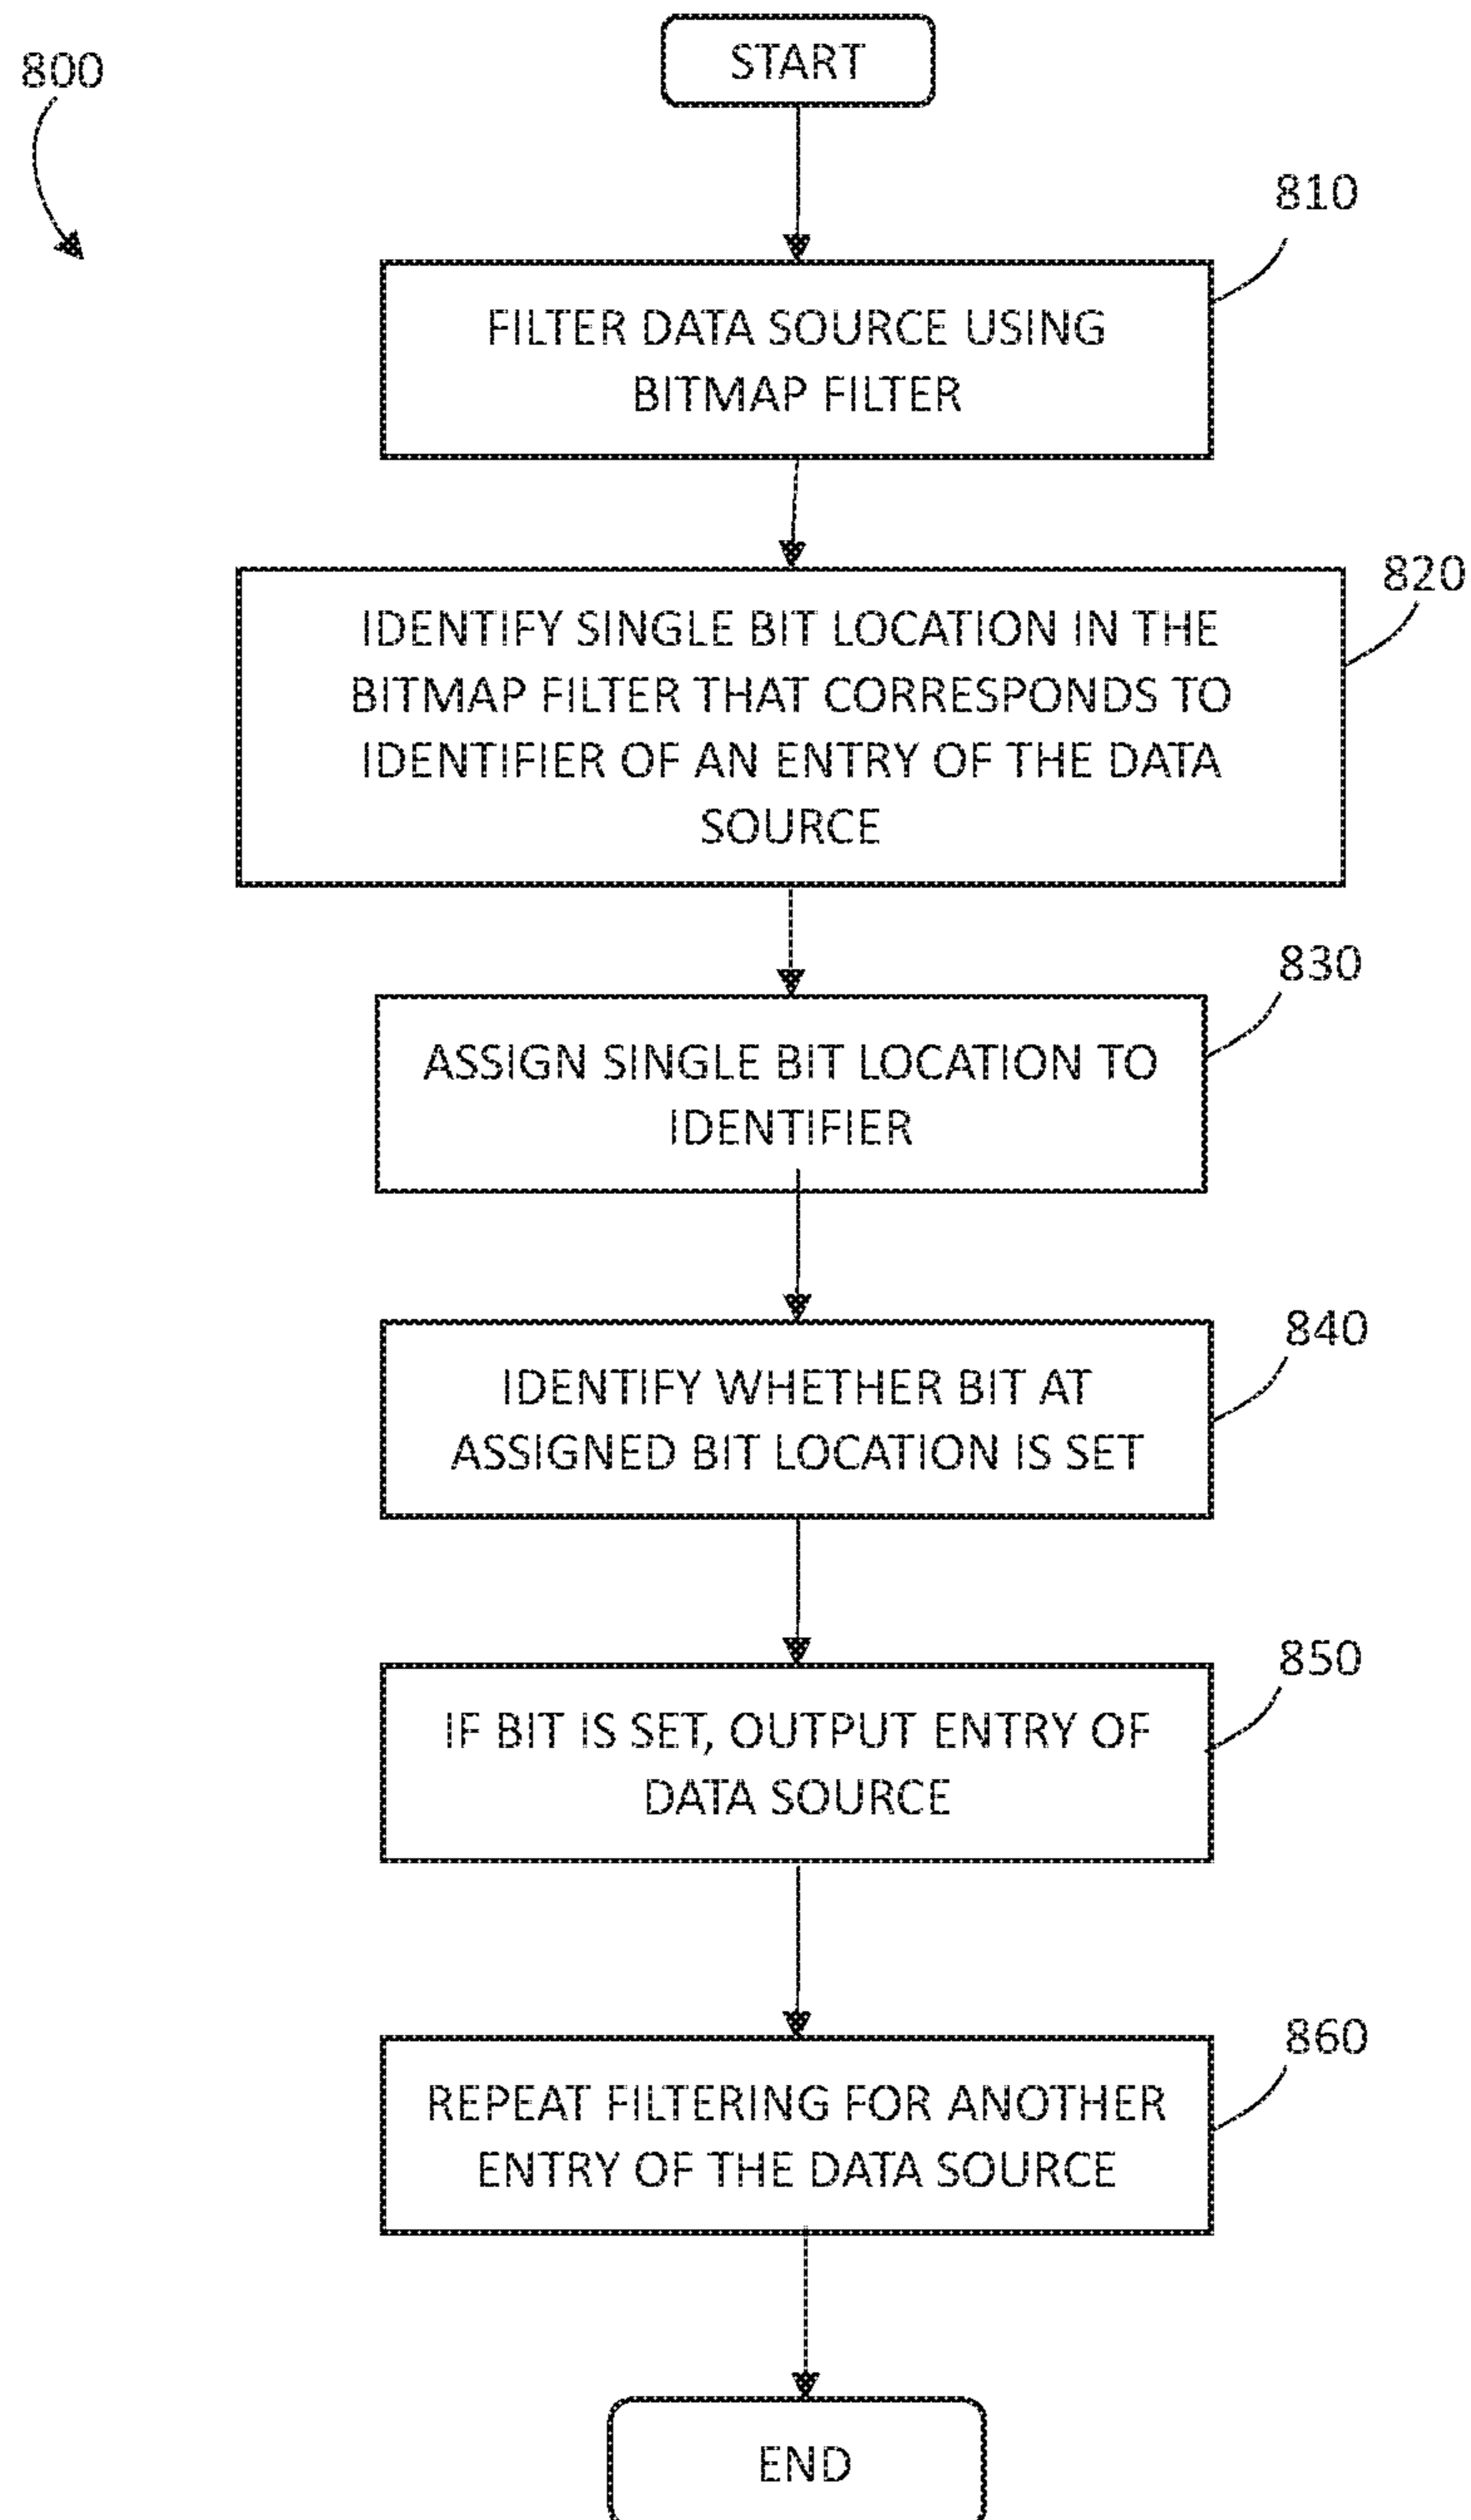 START
800
810
FILTER DATA SOURCE USING
BITMAP FILTER
820
IDENTIFY SINGLE BIT LOCATION IN THE
BITMAP FILTER THAT CORRESPONDS TO
IDENTIFIER OF AN ENTRY OF THE DATA
SOURCE
830
ASSIGN SINGLE BIT LOCATION TO
IDENTIFIER
840
IDENTIFY WHETHER BIT AT
ASSIGNED BIT LOCATION IS SET
850
IF BIT IS SET, OUTPUT ENTRY OF
DATA SOURCE
860
REPEAT FILTERING FOR ANOTHER
ENTRY OF THE DATA SOURCE
END